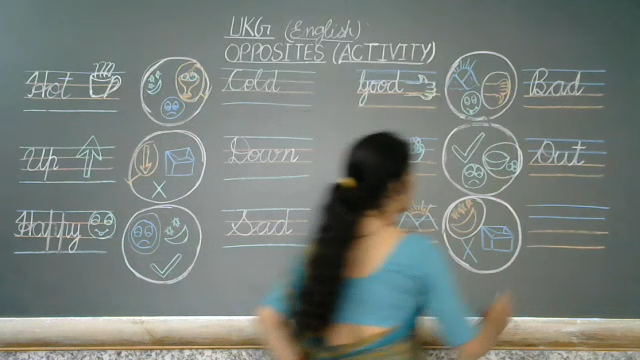 UKG (English)
OPPOSITES (ACTIVITY)
Hot Cold Good Bad
Up Down Out
Happy Sad